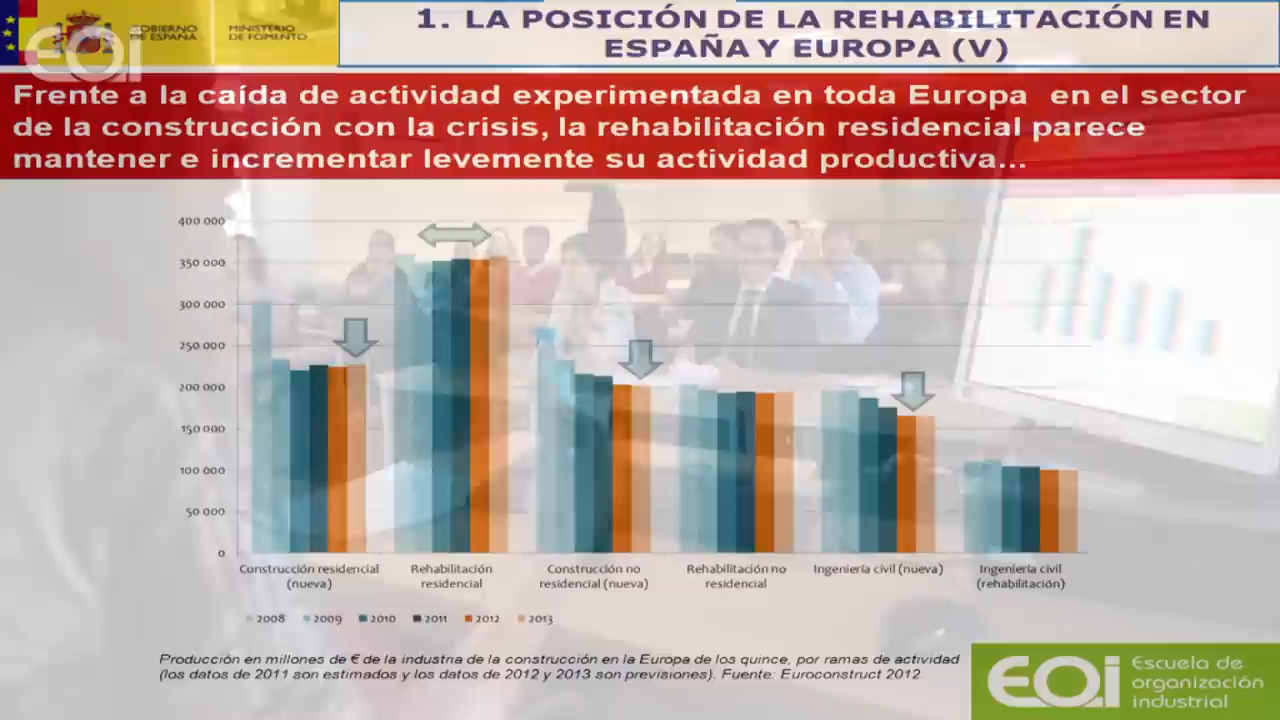 GOBIERNO
DE ESPAÑA
MINISTERIO
DE FOMENTO
EOI
1. LA POSICIÓN DE LA REHABILITACIÓN EN
ESPAÑA Y EUROPA (V)
Frente a la caída de actividad experimentada en toda Europa en el sector
de la construcción con la crisis, la rehabilitación residencial parece
mantener e incrementar levemente su actividad productiva...
400 000
350 000
300 000
250 000
200 000
150 000
100 000
50 000
0
Construcción residencial
(nueva)
Rehabilitación
residencial
Construcción no
residencial (nueva)
Rehabilitación no
residencial
Ingeniería civil (nueva)
Ingeniería civil
(rehabilitación)
2008 2009 2010 2011 2012 2013
Producción en millones de € de la industria de la construcción en la Europa de los quince, por ramas de actividad
(los datos de 2011 son estimados y los datos de 2012 y 2013 son previsiones). Fuente: Euroconstruct 2012.
EOI
Escuela de
organización
industrial